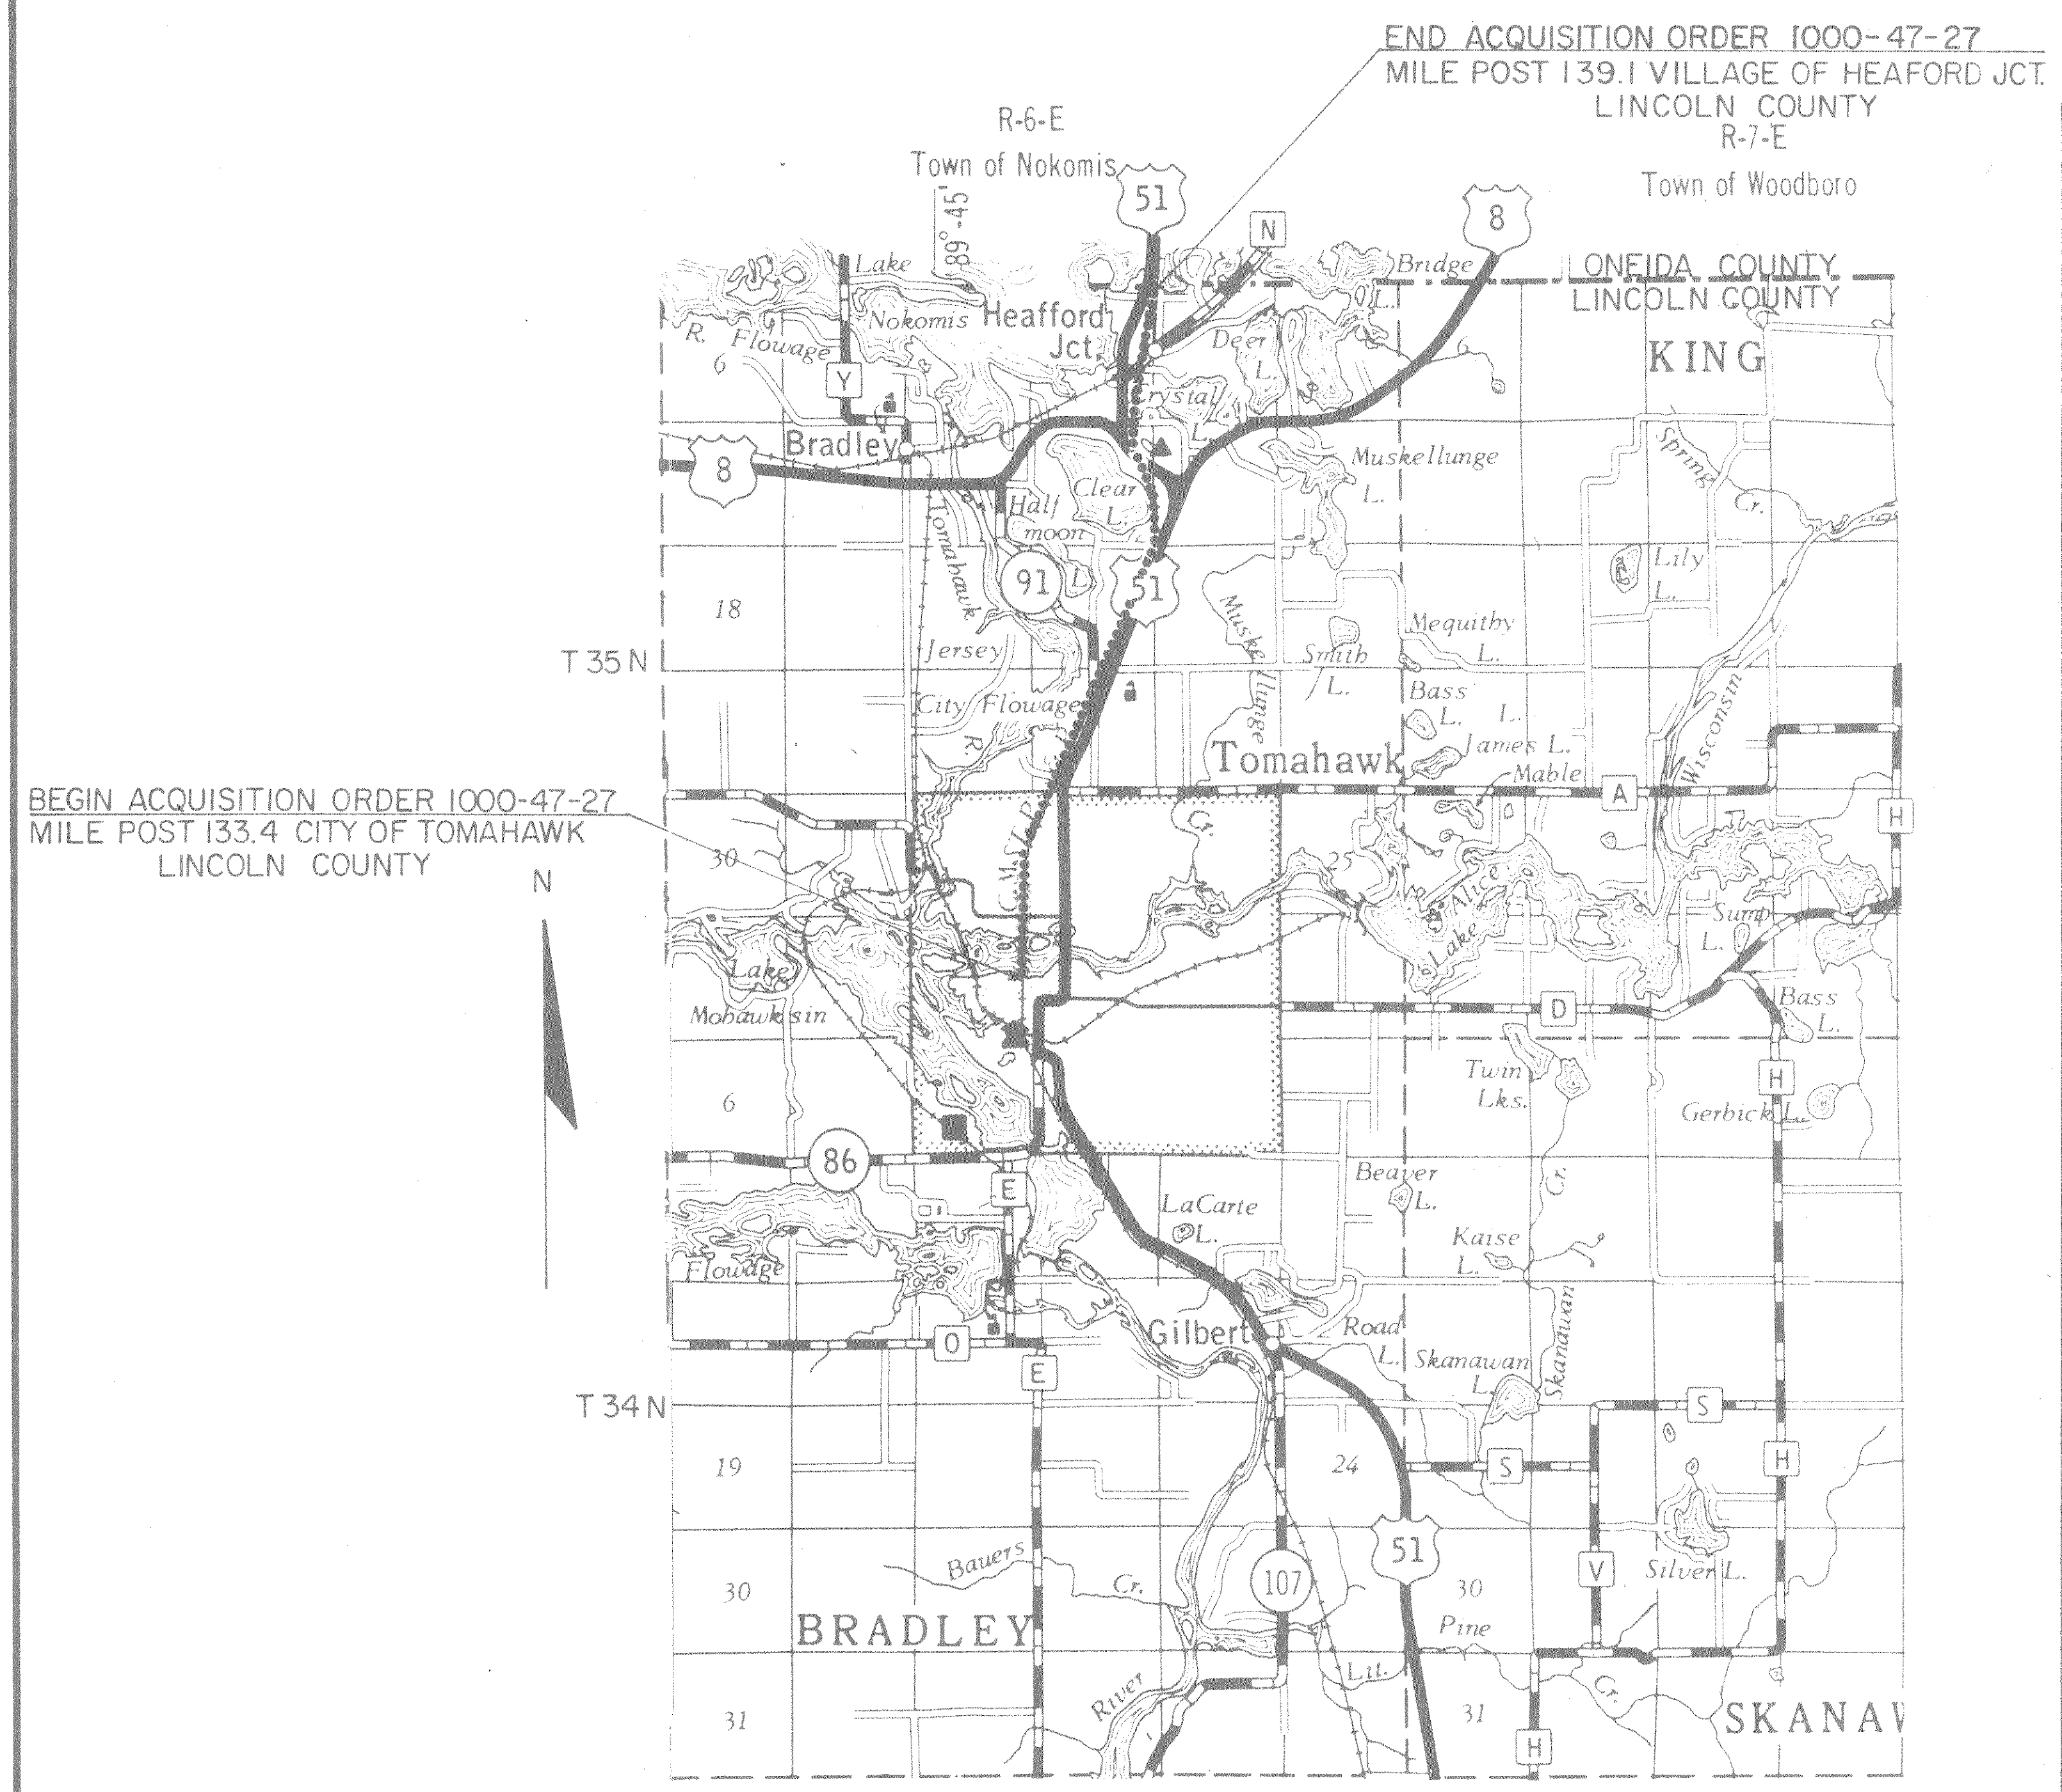 END ACQUISITION ORDER 1000-47-27
MILE POST 139.1 VILLAGE OF HEAFORD JCT.
LINCOLN COUNTY
R-6-E
R-7-E
Town of Nokomis
Town of Woodboro
51
8
N
89°-45'
Lake
Bridge
L.
ONEIDA COUNTY
LINCOLN COUNTY
Nokomis
Heafford
Jct.
R. Flowage
Deer
L.
KING
6
6
Y
Crystal
L.
Bradley
8
Muskellunge
L.
Spring
Cr.
Clear
L.
Half
moon
L.
Tomahawk
R.
91
51
Lily
L.
18
Muskellunge
Cr.
Mequithy
L.
Jersey
City Flowage
Smith
L.
T 35 N
Bass
L.
L.
James L.
Mable
Wisconsin
Tomahawk
A
H
BEGIN ACQUISITION ORDER 1000-47-27
MILE POST 133.4 CITY OF TOMAHAWK
LINCOLN COUNTY
N
30
C.M.St.P.
25
Lake Alice
Sump
L.
Lake
Mohawksin
D
Bass
L.
Twin
Lks.
H
6
Gerbick L.
86
E
Beaver
L.
Cr.
LaCarte
L.
Kaise
L.
Flowage
Skanawan
Gilbert
Road
L.
O
E
Skanawan
L.
T 34 N
S
19
24
S
H
51
Bauers
Cr.
30
107
30
V
Silver L.
BRADLEY
Pine
River
Lit.
Cr.
31
31
SKANAW
H